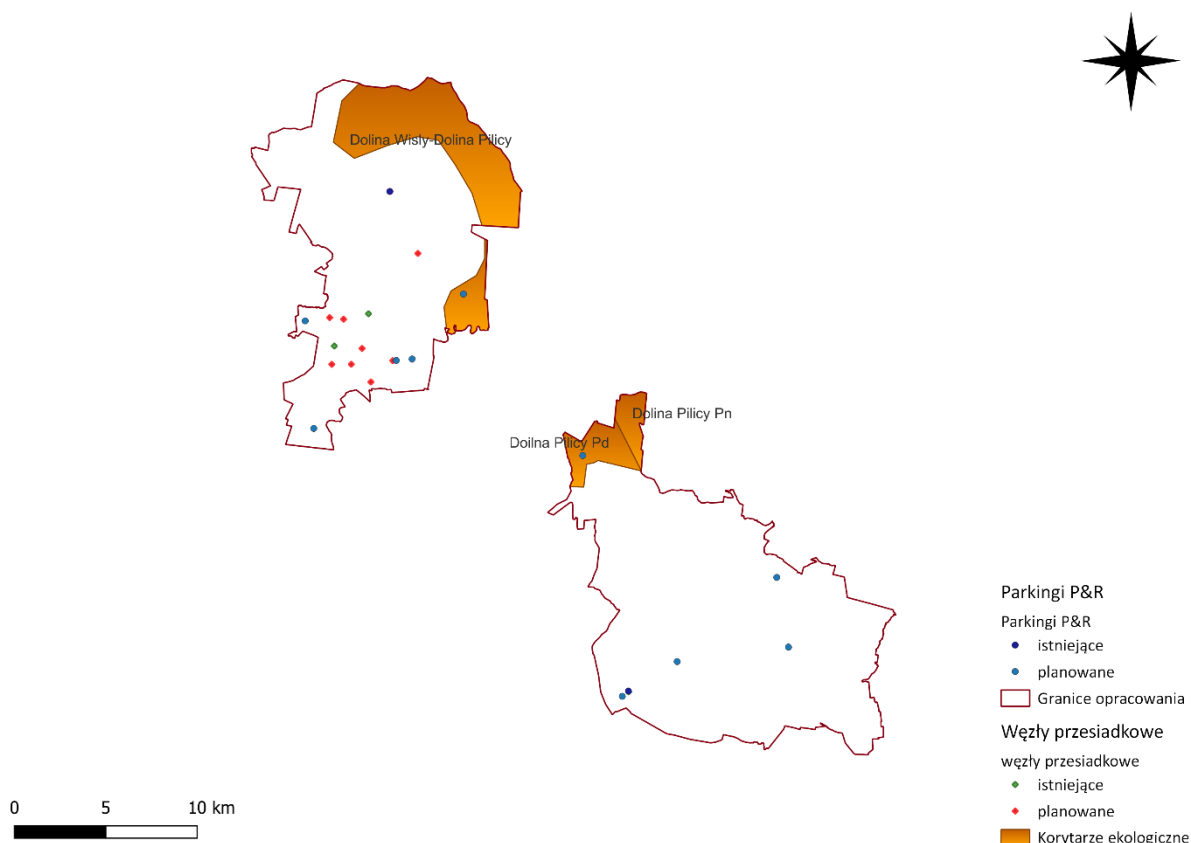 Dolina Wisly-Dolina Pilicy
Dolina Pilicy Pn
Doilna Pilicy Pd
Parkingi P&R
Parkingi P&R
istniejące
planowane
Granice opracowania
Węzły przesiadkowe
węzły przesiadkowe
istniejące
planowane
Korytarze ekologiczne
0 5 10 km